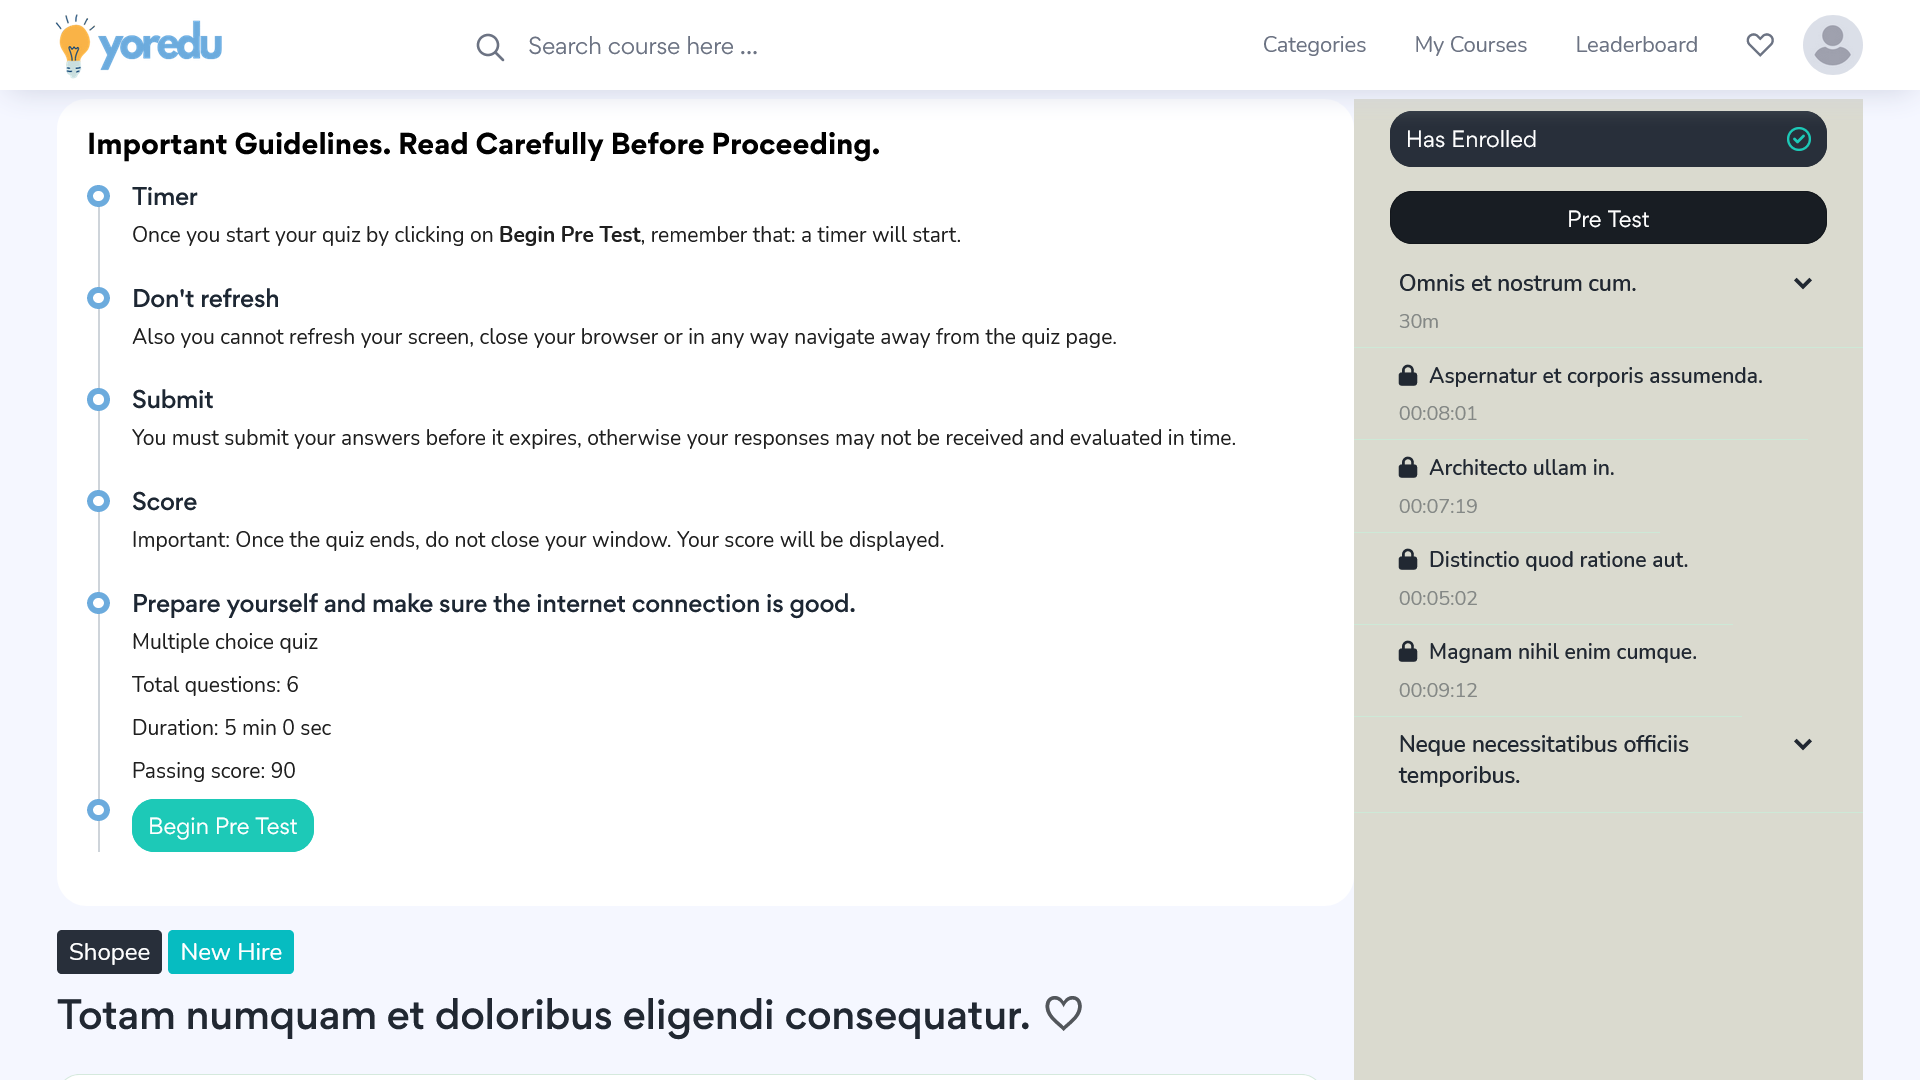 yoredu
Search course here ...
Categories
My Courses
Leaderboard
Important Guidelines. Read Carefully Before Proceeding.
Timer
Once you start your quiz by clicking on Begin Pre Test, remember that: a timer will start.
Don't refresh
Also you cannot refresh your screen, close your browser or in any way navigate away from the quiz page.
Submit
You must submit your answers before it expires, otherwise your responses may not be received and evaluated in time.
Score
Important: Once the quiz ends, do not close your window. Your score will be displayed.
Prepare yourself and make sure the internet connection is good.
Multiple choice quiz
Total questions: 6
Duration: 5 min 0 sec
Passing score: 90
Begin Pre Test
Shopee
New Hire
Totam numquam et doloribus eligendi consequatur.
Has Enrolled
Pre Test
Omnis et nostrum cum.
30m
Aspernatur et corporis assumenda.
00:08:01
Architecto ullam in.
00:07:19
Distinctio quod ratione aut.
00:05:02
Magnam nihil enim cumque.
00:09:12
Neque necessitatibus officiis
temporibus.